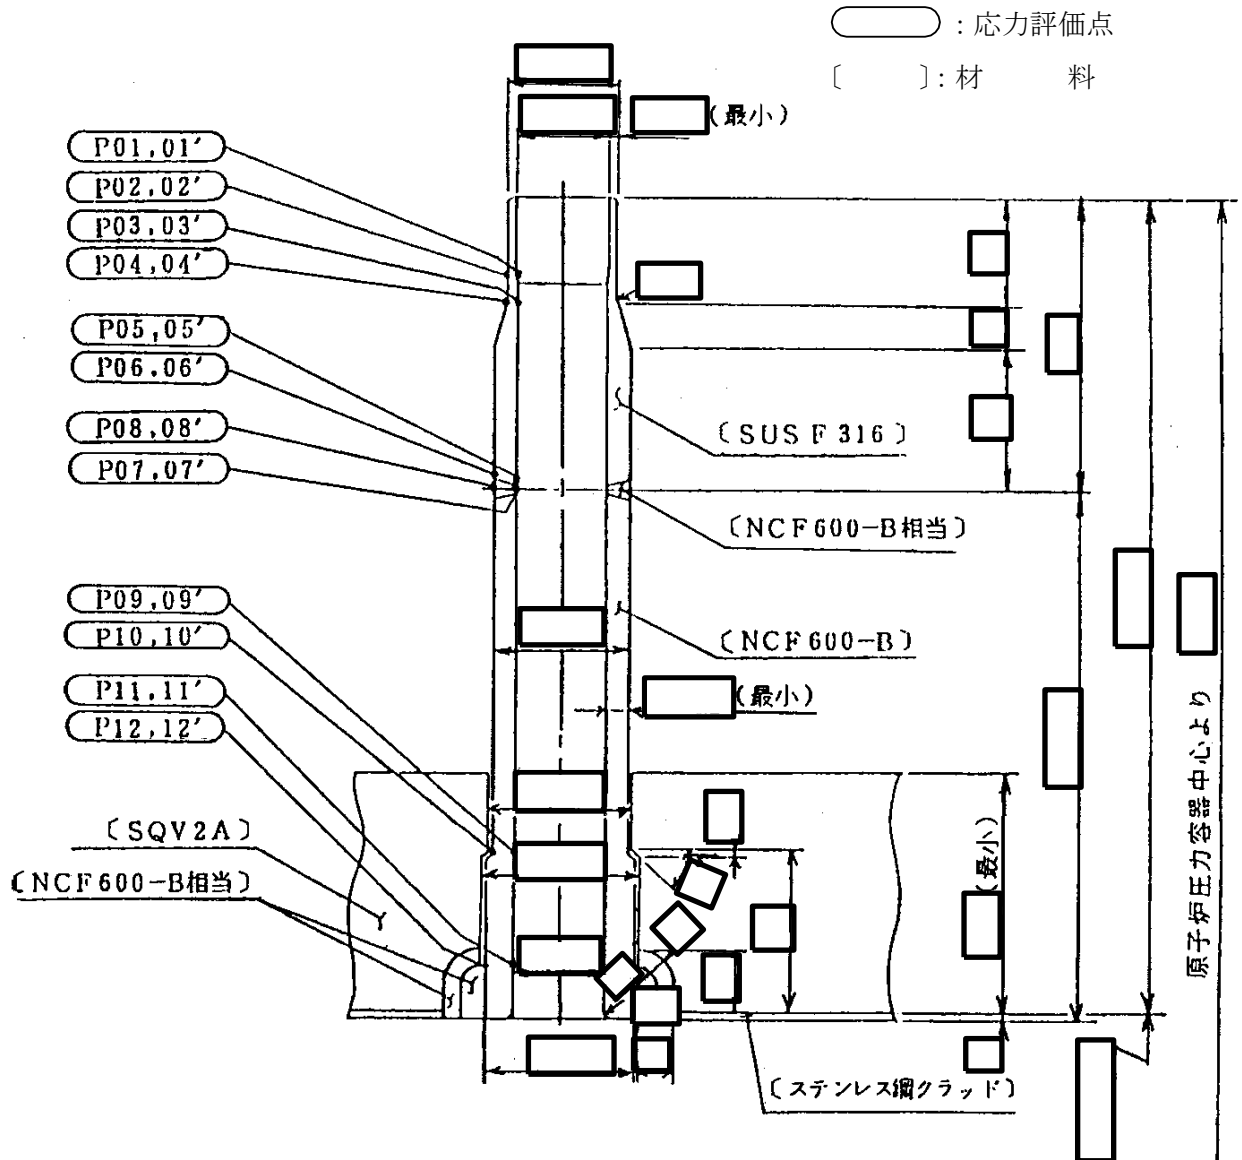 ：応力評価点
〔　　〕：材　　料
（最小）
P01,01′
P02,02′
P03,03′
P04,04′
P05,05′
P06.06′
P08,08′
P07,07′
〔SUS F 316〕
〔NCF600−B相当〕
P09,09′
P10,10′
〔NCF600−B〕
P11,11′
P12,12′
（最小）
〔SQV2A〕
〔NCF600−B相当〕
（最小）
原子炉圧力容器中心より
〔ステンレス鋼クラッド〕